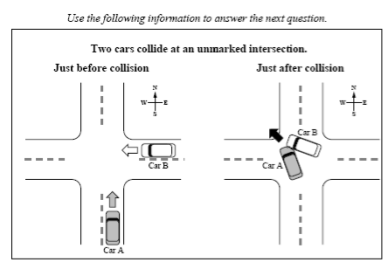 Use the following information to answer the next question.
Two cars collide at an unmarked intersection.
Just before collision
Just after collision
N
W E
S
N
W E
S
Car B
Car A
Car B
Car A